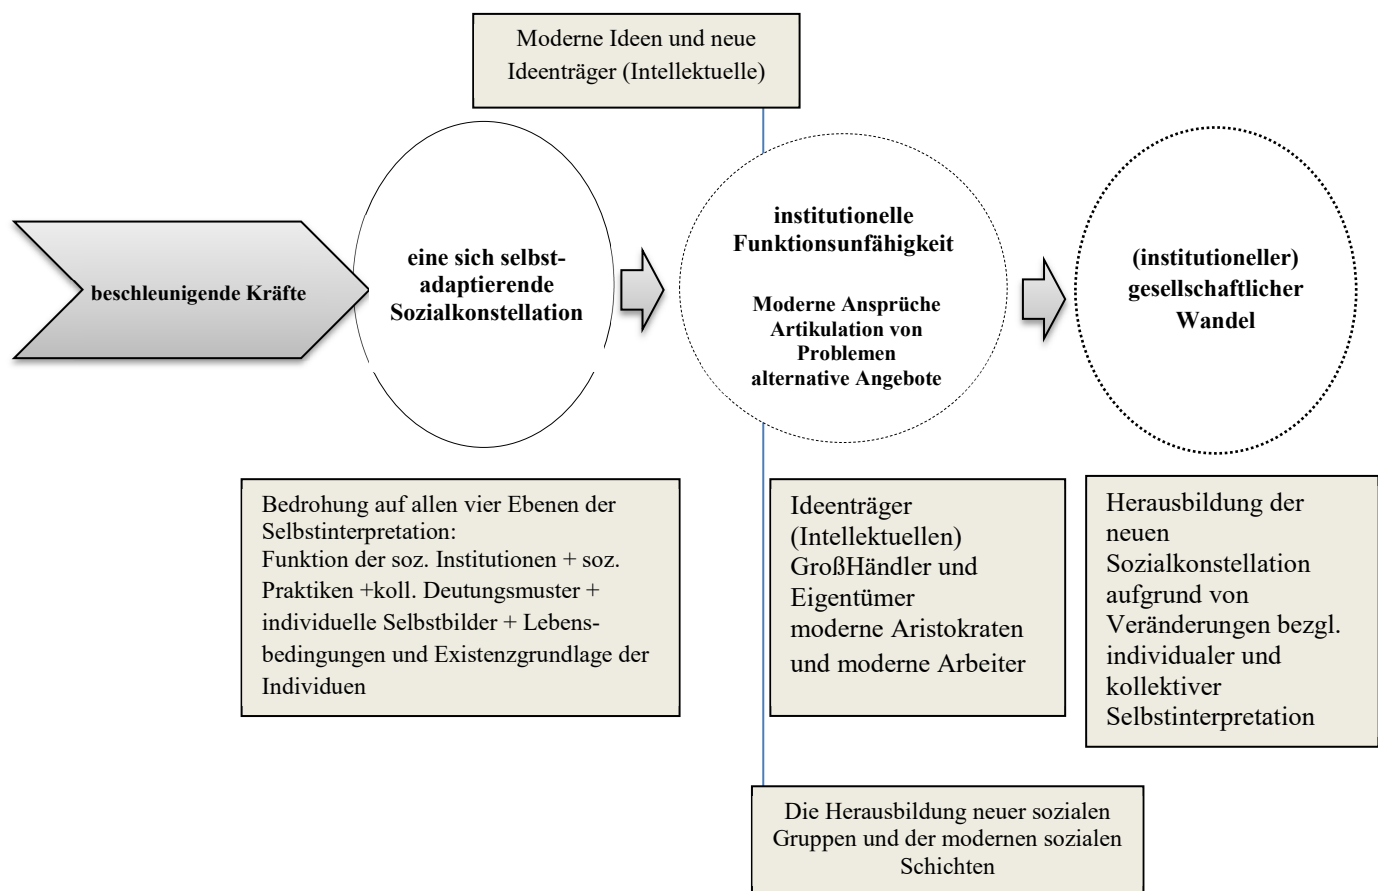 Moderne Ideen und neue
Ideenträger (Intellektuelle)
beschleunigende Kräfte
eine sich selbst-
adaptierende
Sozialkonstellation
institutionelle
Funktionsunfähigkeit
Moderne Ansprüche
Artikulation von
Problemen
alternative Angebote
(institutioneller)
gesellschaftlicher
Wandel
Bedrohung auf allen vier Ebenen der
Selbstinterpretation:
Funktion der soz. Institutionen + soz.
Praktiken +koll. Deutungsmuster +
individuelle Selbstbilder + Lebens-
bedingungen und Existenzgrundlage der
Individuen
Ideenträger
(Intellektuellen)
GroßHändler und
Eigentümer
moderne Aristokraten
und moderne Arbeiter
Herausbildung der
neuen
Sozialkonstellation
aufgrund von
Veränderungen bezgl.
individualer und
kollektiver
Selbstinterpretation
Die Herausbildung neuer sozialen
Gruppen und der modernen sozialen
Schichten